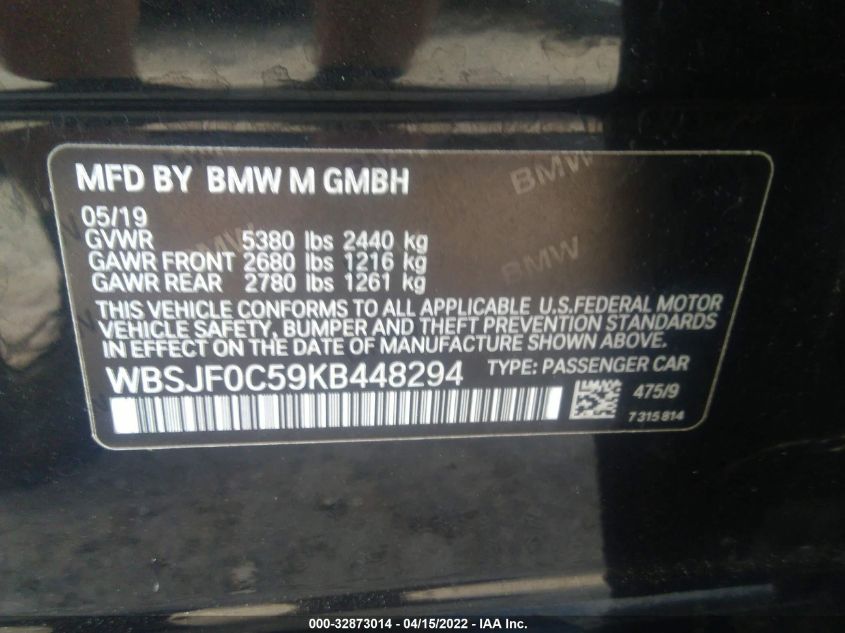 MFD BY BMW M GMBH
05/19
GVWR 5380 lbs 2440 kg
GAWR FRONT 2680 lbs 1216 kg
GAWR REAR 2780 lbs 1261 kg
THIS VEHICLE CONFORMS TO ALL APPLICABLE U.S.FEDERAL MOTOR
VEHICLE SAFETY, BUMPER AND THEFT PREVENTION STANDARDS
IN EFFECT ON THE DATE OF MANUFACTURE SHOWN ABOVE.
WBSJF0C59KB448294 TYPE: PASSENGER CAR
475/9
7315814
BMW
BMW
BMW
000-32873014 - 04/15/2022 - IAA Inc.